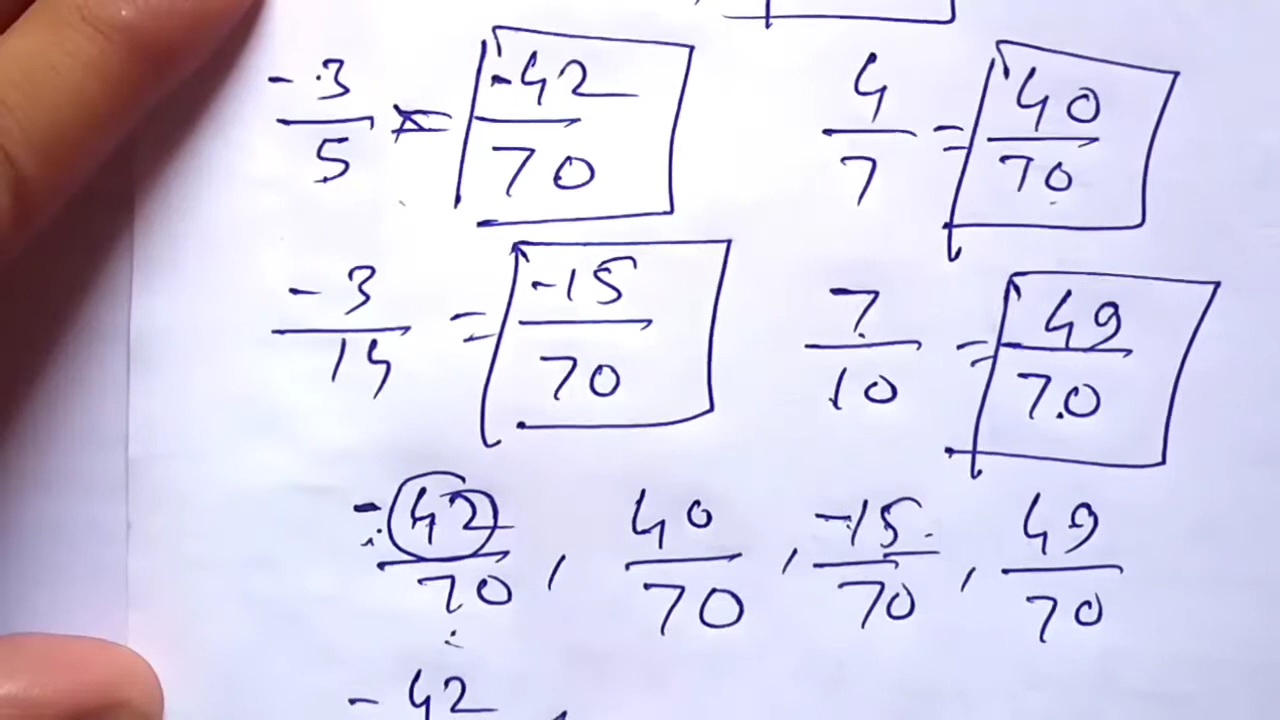 -3/5 = -42/70    4/7 = 40/70
-3/14 = -15/70    7/10 = 49/70
-42/70 , 40/70 , -15/70 , 49/70
-42